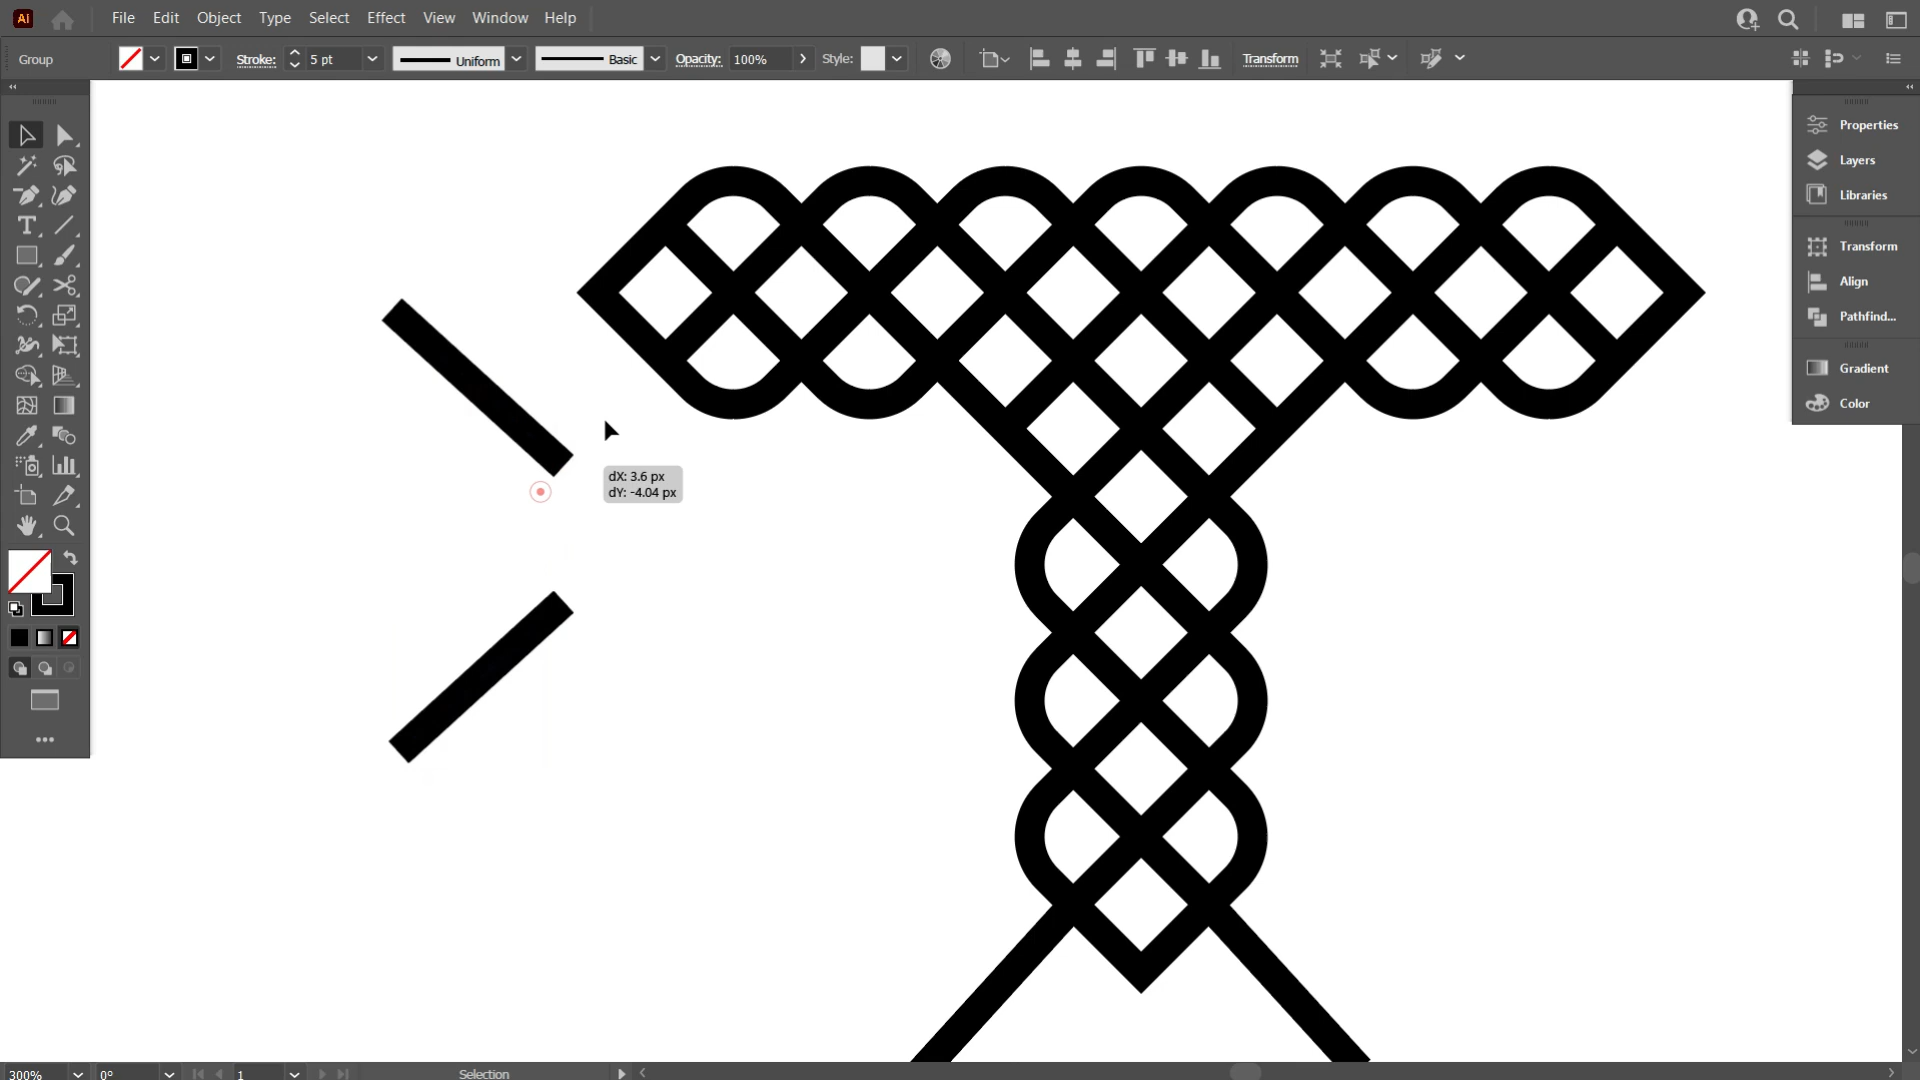 Ai File Edit Object Type Select Effect View Window Help
Group Stroke: 5 pt Uniform Basic Opacity: 100% Style: Transform
Properties
Layers
Libraries
Transform
Align
Pathfind...
Gradient
Color
dX: 3.6 px
dY: -4.04 px
300% 0° 1 Selection